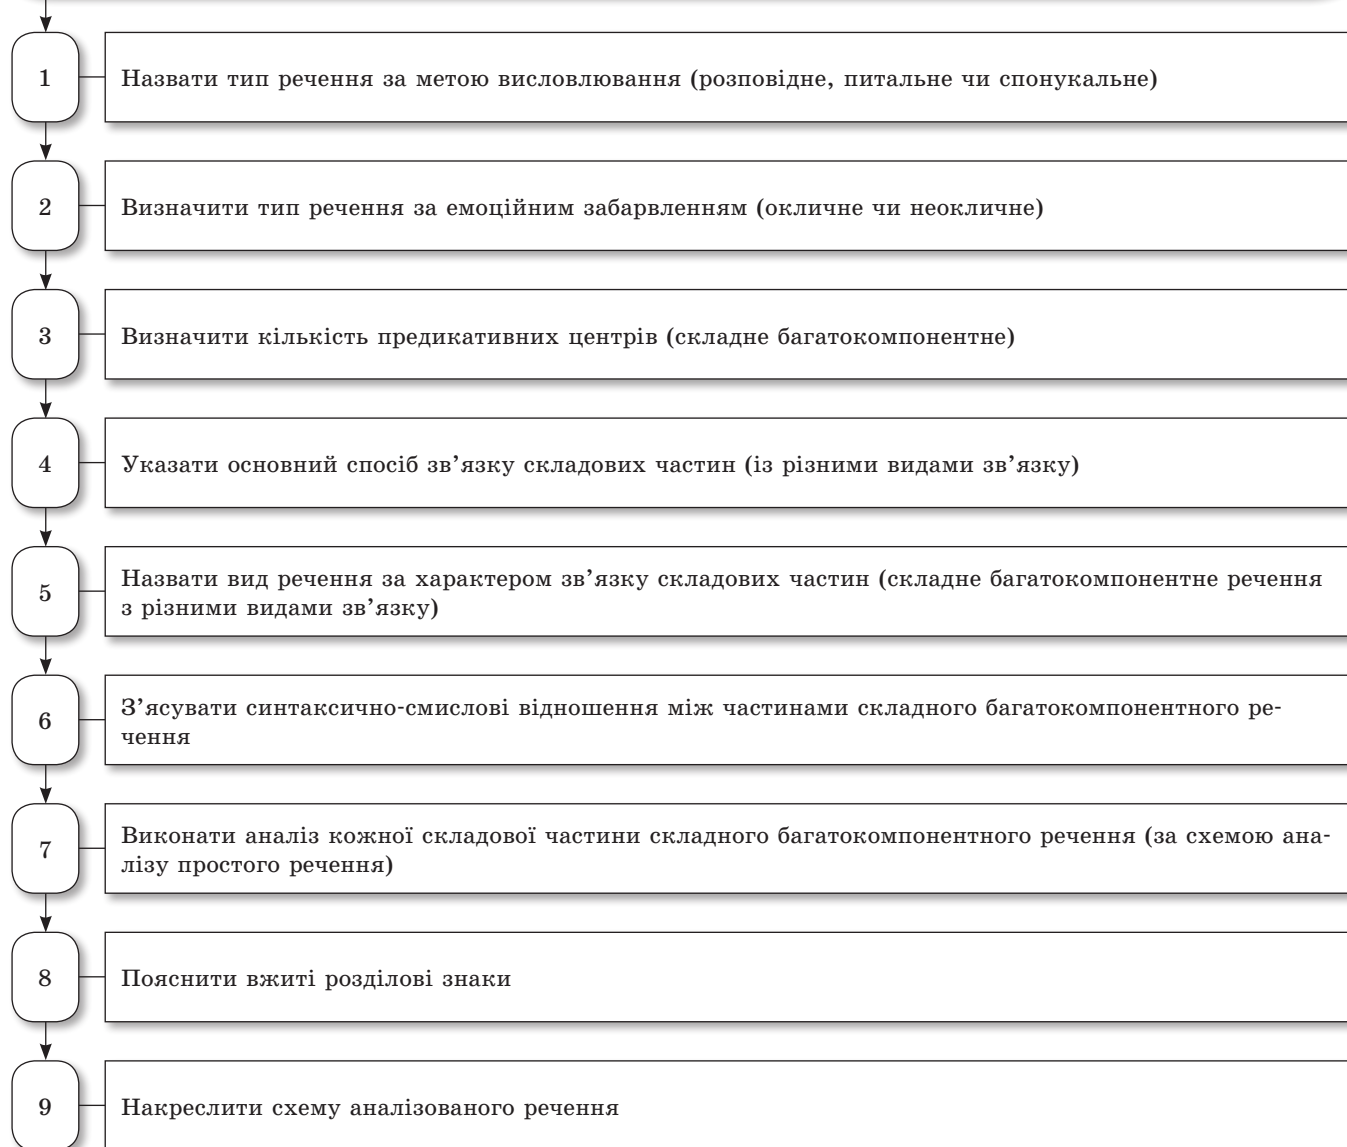 1
Назвати тип речення за метою висловлювання (розповідне, питальне чи спонукальне)
2
Визначити тип речення за емоційним забарвленням (окличне чи неокличне)
3
Визначити кількість предикативних центрів (складне багатокомпонентне)
4
Указати основний спосіб зв’язку складових частин (із різними видами зв’язку)
5
Назвати вид речення за характером зв’язку складових частин (складне багатокомпонентне речення
з різними видами зв’язку)
6
З’ясувати синтаксично-смислові відношення між частинами складного багатокомпонентного ре-
чення
7
Виконати аналіз кожної складової частини складного багатокомпонентного речення (за схемою ана-
лізу простого речення)
8
Пояснити вжиті розділові знаки
9
Накреслити схему аналізованого речення